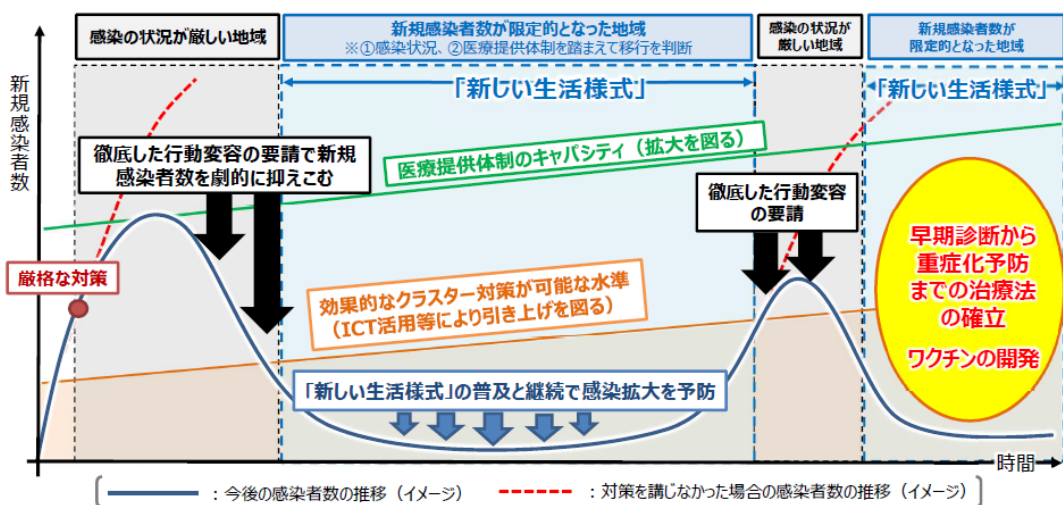 感染の状況が厳しい地域
新規感染者数が限定的となった地域
※①感染状況、②医療提供体制を踏まえて移行を判断
感染の状況が
厳しい地域
新規感染者数が
限定的となった地域
「新しい生活様式」
「新しい生活様式」
新規感染者数
医療提供体制のキャパシティ（拡大を図る）
徹底した行動変容の要請で新規
感染者数を劇的に抑えこむ
徹底した行動変容
の要請
厳格な対策
効果的なクラスター対策が可能な水準
（ICT活用等により引き上げを図る）
早期診断から
重症化予防
までの治療法
の確立
ワクチンの開発
「新しい生活様式」の普及と継続で感染拡大を予防
時間
：今後の感染者数の推移（イメージ）
：対策を講じなかった場合の感染者数の推移（イメージ）